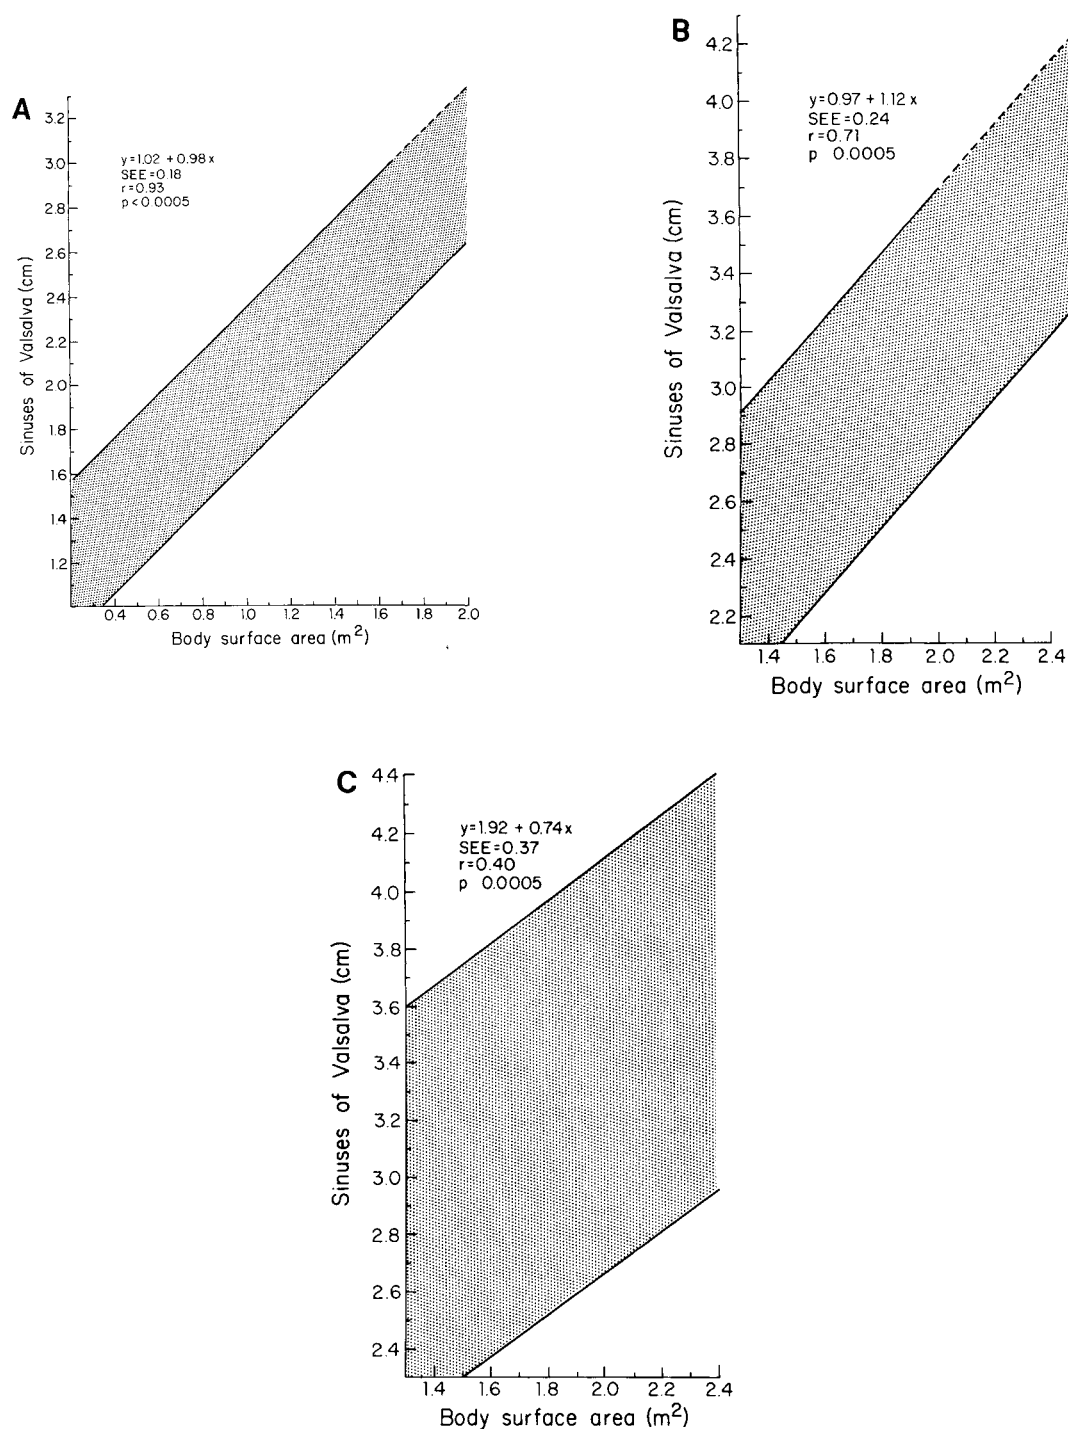 A
3.2
3.0
2.8
2.6
2.4
2.2
2.0
1.8
1.6
1.4
1.2
Sinuses of Valsalva (cm)
y=1.02 + 0.98x
SEE=0.18
r=0.93
p<0.0005
0.4 0.6 0.8 1.0 1.2 1.4 1.6 1.8 2.0
Body surface area (m²)
B
4.2
4.0
3.8
3.6
3.4
3.2
3.0
2.8
2.6
2.4
2.2
Sinuses of Valsalva (cm)
y=0.97 + 1.12x
SEE=0.24
r=0.71
p 0.0005
1.4 1.6 1.8 2.0 2.2 2.4
Body surface area (m²)
C
4.4
4.2
4.0
3.8
3.6
3.4
3.2
3.0
2.8
2.6
2.4
Sinuses of Valsalva (cm)
y=1.92 + 0.74x
SEE=0.37
r=0.40
p 0.0005
1.4 1.6 1.8 2.0 2.2 2.4
Body surface area (m²)